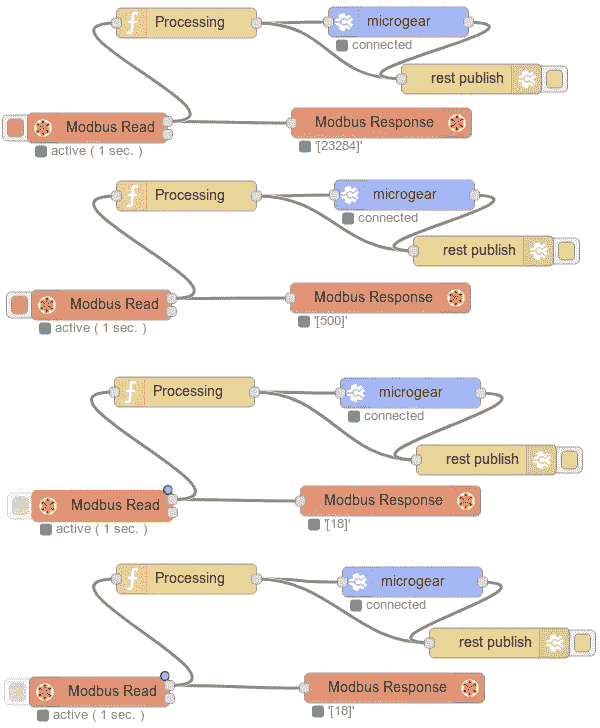 Processing
microgear
connected
rest publish
Modbus Read
Modbus Response
active ( 1 sec. )
'[23284]'
Processing
microgear
connected
rest publish
Modbus Read
Modbus Response
active ( 1 sec. )
'[500]'
Processing
microgear
connected
rest publish
Modbus Read
Modbus Response
active ( 1 sec. )
'[18]'
Processing
microgear
connected
rest publish
Modbus Read
Modbus Response
active ( 1 sec. )
'[18]'